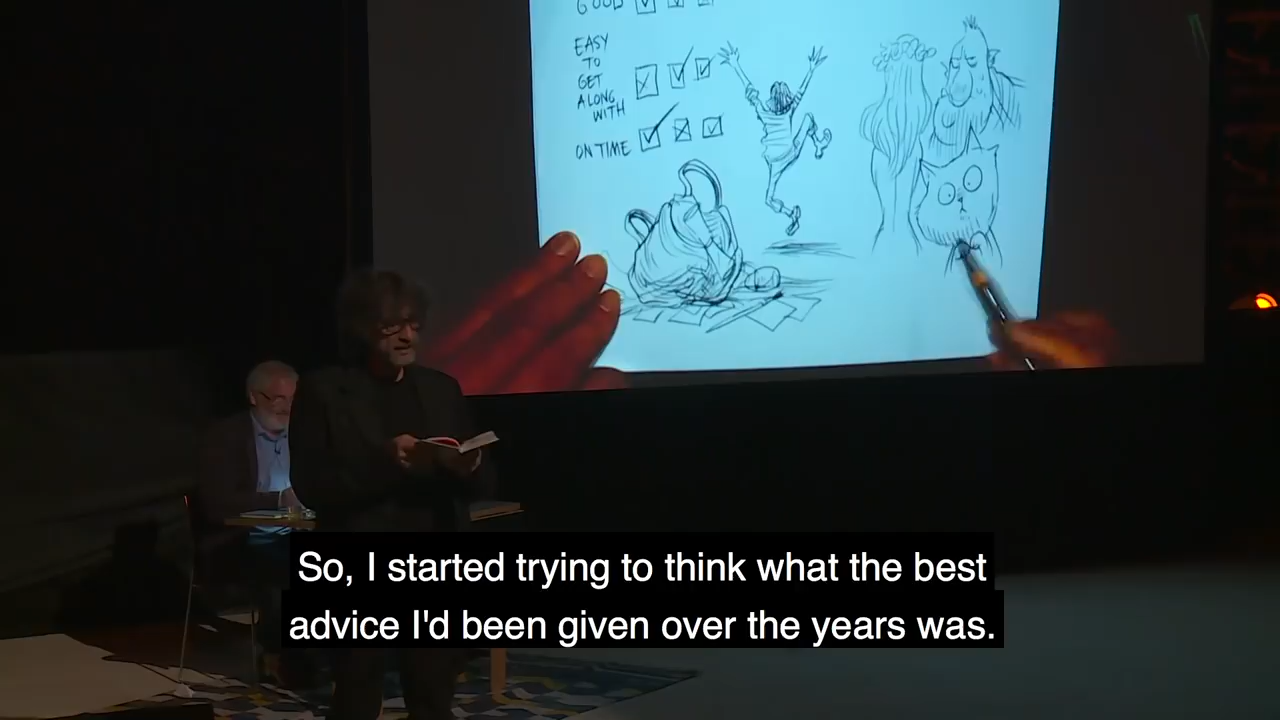 GOOD
EASY
TO
GET
ALONG
WITH
ON TIME
So, I started trying to think what the best
advice I'd been given over the years was.